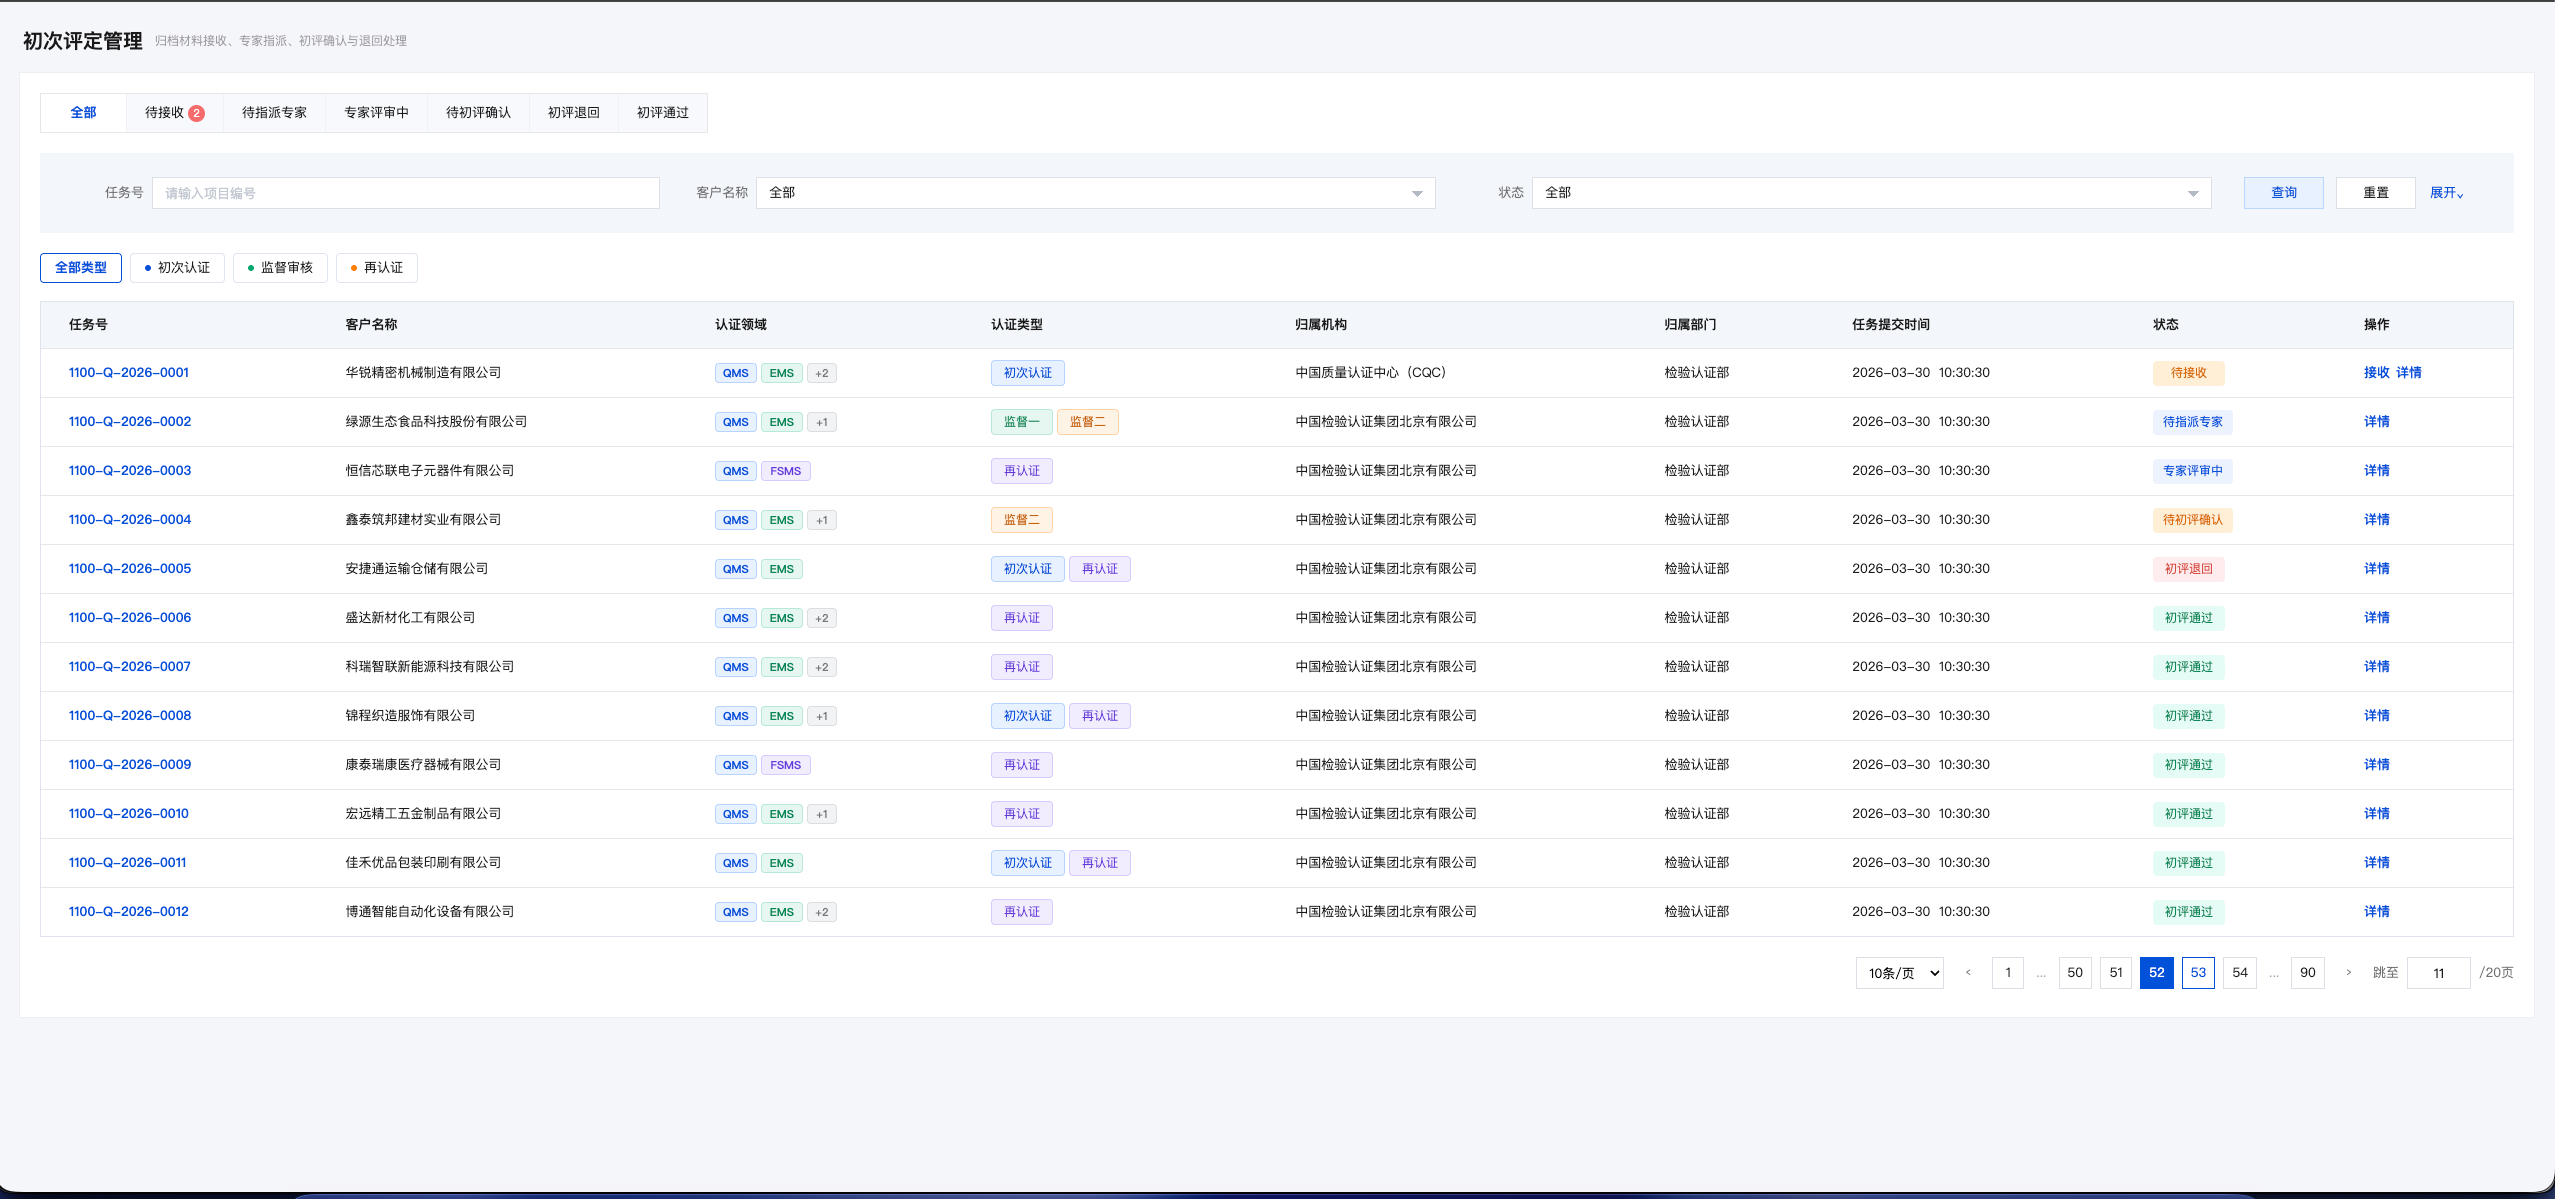 初次评定管理 归档材料接收、专家指派、初评确认与退回处理
全部 待接收 2 待指派专家 专家评审中 待初评确认 初评退回 初评通过
任务号 请输入项目编号 客户名称 全部 状态 全部 查询 重置 展开
全部类型 初次认证 监督审核 再认证
任务号 客户名称 认证领域 认证类型 归属机构 归属部门 任务提交时间 状态 操作
1100-Q-2026-0001 华锐精密机械制造有限公司 QMS EMS +2 初次认证 中国质量认证中心（CQC） 检验认证部 2026-03-30 10:30:30 待接收 接收 详情
1100-Q-2026-0002 绿源生态食品科技股份有限公司 QMS EMS +1 监督一 监督二 中国检验认证集团北京有限公司 检验认证部 2026-03-30 10:30:30 待指派专家 详情
1100-Q-2026-0003 恒信芯联电子元器件有限公司 QMS FSMS 再认证 中国检验认证集团北京有限公司 检验认证部 2026-03-30 10:30:30 专家评审中 详情
1100-Q-2026-0004 鑫泰筑邦建材实业有限公司 QMS EMS +1 监督二 中国检验认证集团北京有限公司 检验认证部 2026-03-30 10:30:30 待初评确认 详情
1100-Q-2026-0005 安捷通运输仓储有限公司 QMS EMS 初次认证 再认证 中国检验认证集团北京有限公司 检验认证部 2026-03-30 10:30:30 初评退回 详情
1100-Q-2026-0006 盛达新材化工有限公司 QMS EMS +2 再认证 中国检验认证集团北京有限公司 检验认证部 2026-03-30 10:30:30 初评通过 详情
1100-Q-2026-0007 科瑞智联新能源科技有限公司 QMS EMS +2 再认证 中国检验认证集团北京有限公司 检验认证部 2026-03-30 10:30:30 初评通过 详情
1100-Q-2026-0008 锦程织造服饰有限公司 QMS EMS +1 初次认证 再认证 中国检验认证集团北京有限公司 检验认证部 2026-03-30 10:30:30 初评通过 详情
1100-Q-2026-0009 康泰瑞康医疗器械有限公司 QMS FSMS 再认证 中国检验认证集团北京有限公司 检验认证部 2026-03-30 10:30:30 初评通过 详情
1100-Q-2026-0010 宏远精工五金制品有限公司 QMS EMS +1 再认证 中国检验认证集团北京有限公司 检验认证部 2026-03-30 10:30:30 初评通过 详情
1100-Q-2026-0011 佳禾优品包装印刷有限公司 QMS EMS 初次认证 再认证 中国检验认证集团北京有限公司 检验认证部 2026-03-30 10:30:30 初评通过 详情
1100-Q-2026-0012 博通智能自动化设备有限公司 QMS EMS +2 再认证 中国检验认证集团北京有限公司 检验认证部 2026-03-30 10:30:30 初评通过 详情
10条/页 ‹ 1 ... 50 51 52 53 54 ... 90 › 跳至 11 /20页